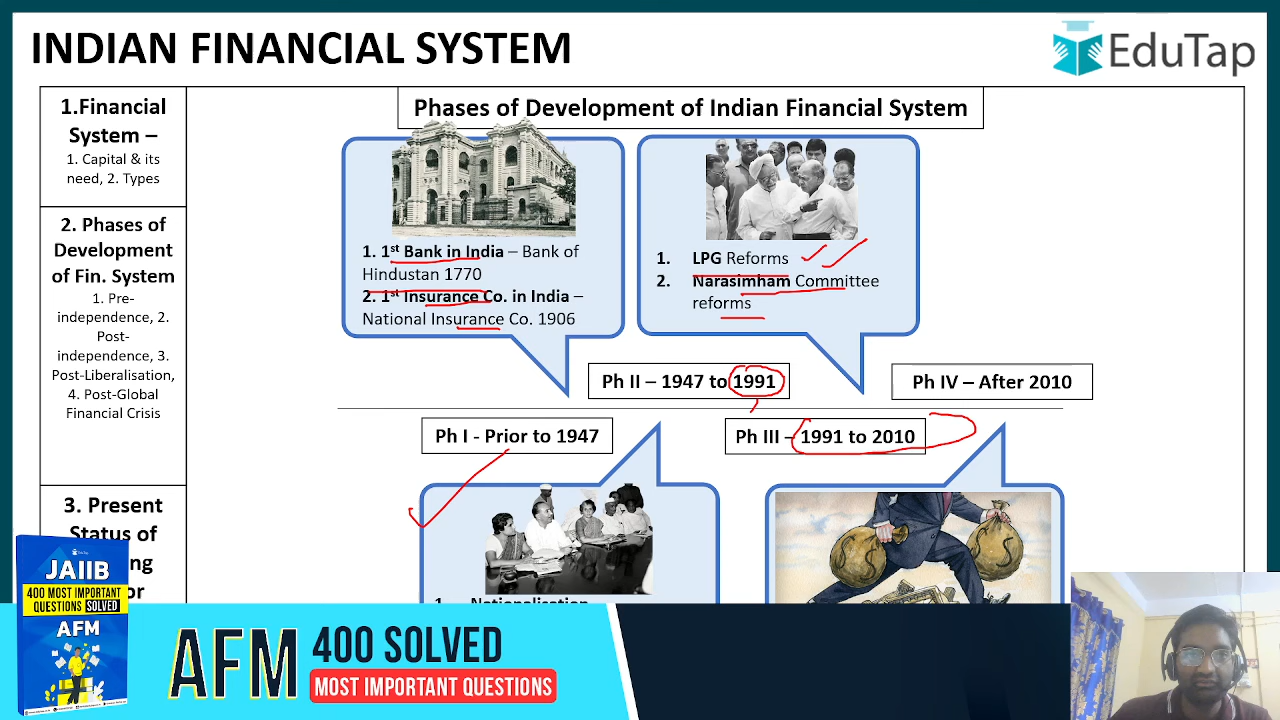 INDIAN FINANCIAL SYSTEM
EduTap
1.Financial
System –
1. Capital & its
need, 2. Types
2. Phases of
Development
of Fin. System
1. Pre-
independence, 2.
Post-
independence, 3.
Post-Liberalisation,
4. Post-Global
Financial Crisis
3. Present
Status of
Phases of Development of Indian Financial System
1. 1st Bank in India – Bank of
Hindustan 1770
2. 1st Insurance Co. in India –
National Insurance Co. 1906
1. LPG Reforms
2. Narasimham Committee
reforms
Ph II – 1947 to 1991
Ph IV – After 2010
Ph I - Prior to 1947
Ph III – 1991 to 2010
1. Nationalisation
EduTap
JAIIB
400 MOST IMPORTANT
QUESTIONS SOLVED
AFM
AFM
400 SOLVED
MOST IMPORTANT QUESTIONS